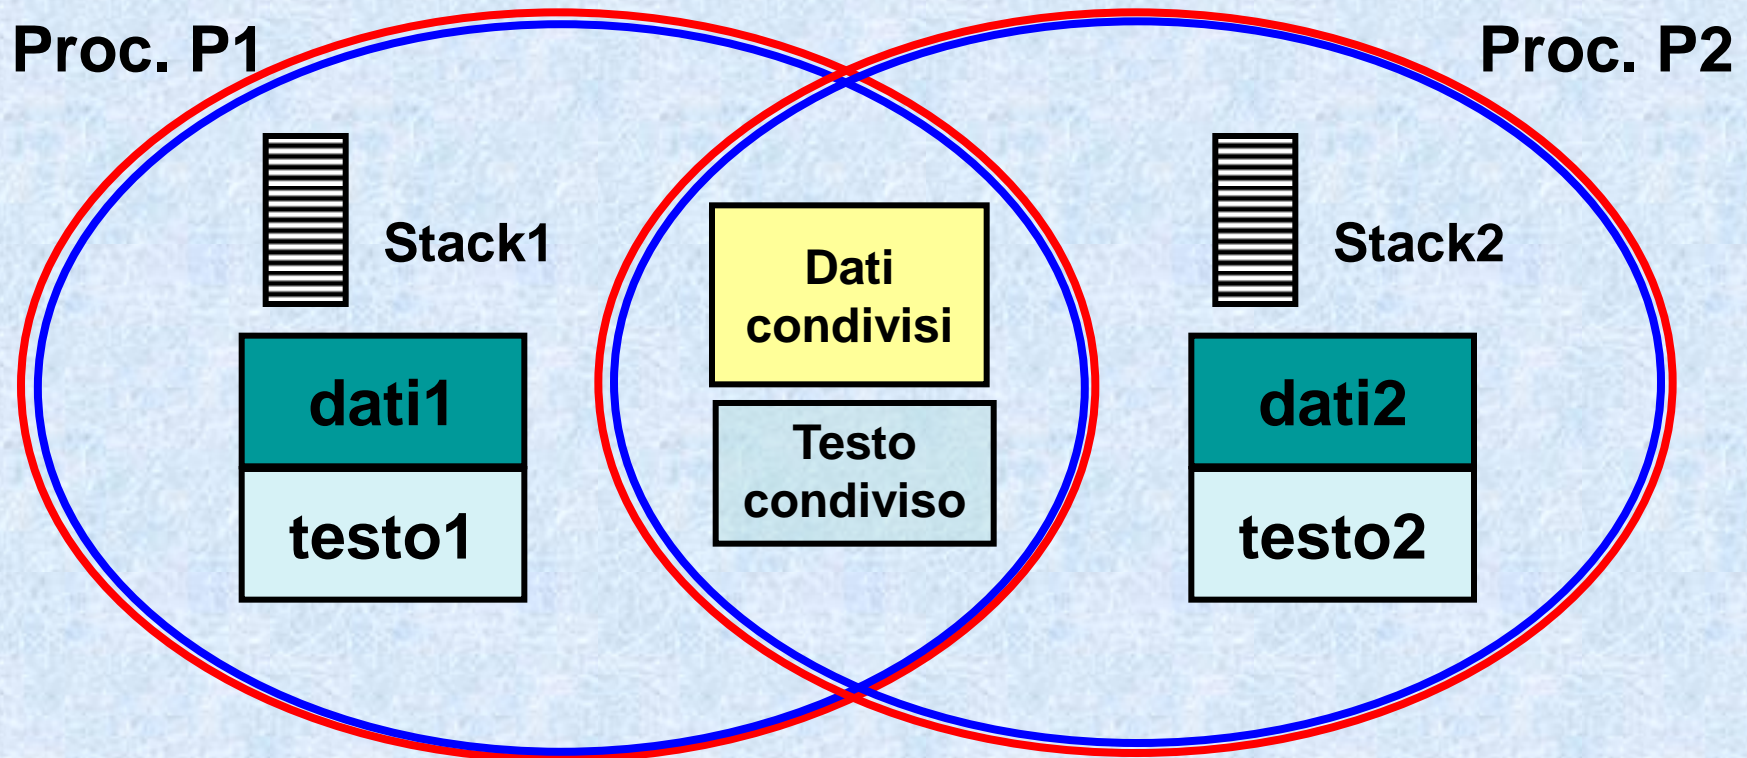 Proc. P1
Proc. P2
Stack1
Dati
condivisi
Stack2
dati1
Testo
condiviso
dati2
testo1
testo2